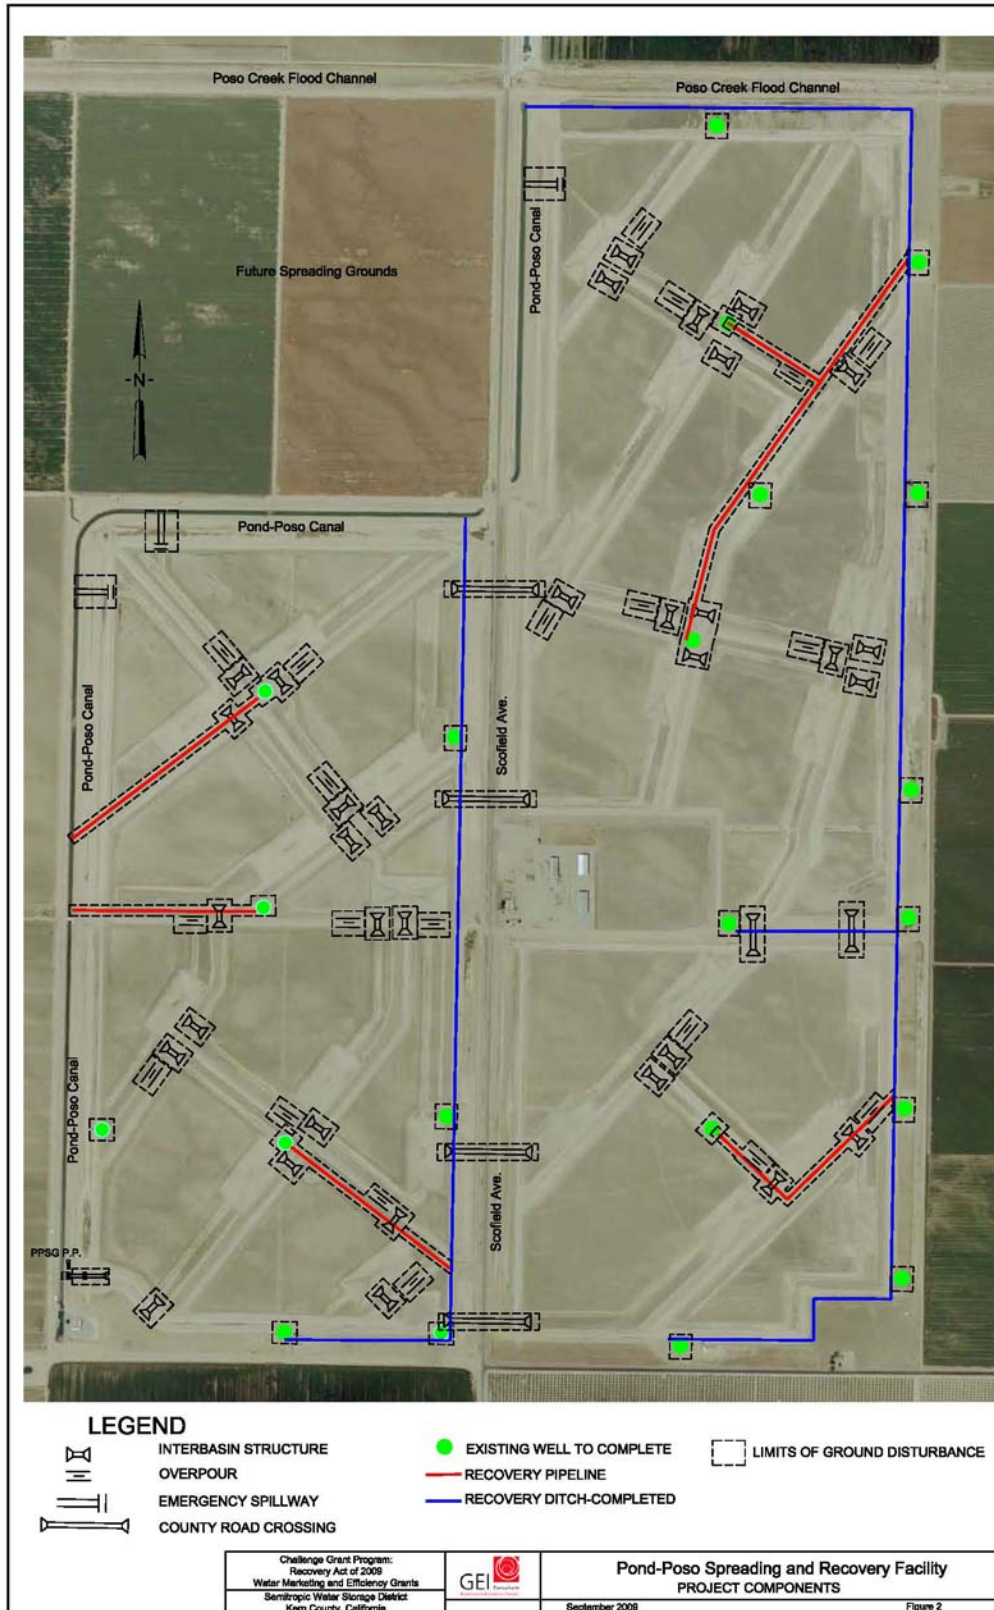 Poso Creek Flood Channel
Poso Creek Flood Channel
Pond-Poso Canal
Future Spreading Grounds
-N-
Pond-Poso Canal
Pond-Poso Canal
Scofield Ave.
Pond-Poso Canal
Scofield Ave.
PPSG P.P.
LEGEND
INTERBASIN STRUCTURE
OVERPOUR
EMERGENCY SPILLWAY
COUNTY ROAD CROSSING
EXISTING WELL TO COMPLETE
RECOVERY PIPELINE
RECOVERY DITCH-COMPLETED
LIMITS OF GROUND DISTURBANCE
Challenge Grant Program:
Recovery Act of 2009
Water Marketing and Efficiency Grants
Semitropic Water Storage District
Kern County, California
GEI Consultants
Pond-Poso Spreading and Recovery Facility
PROJECT COMPONENTS
September 2009
Figure 2